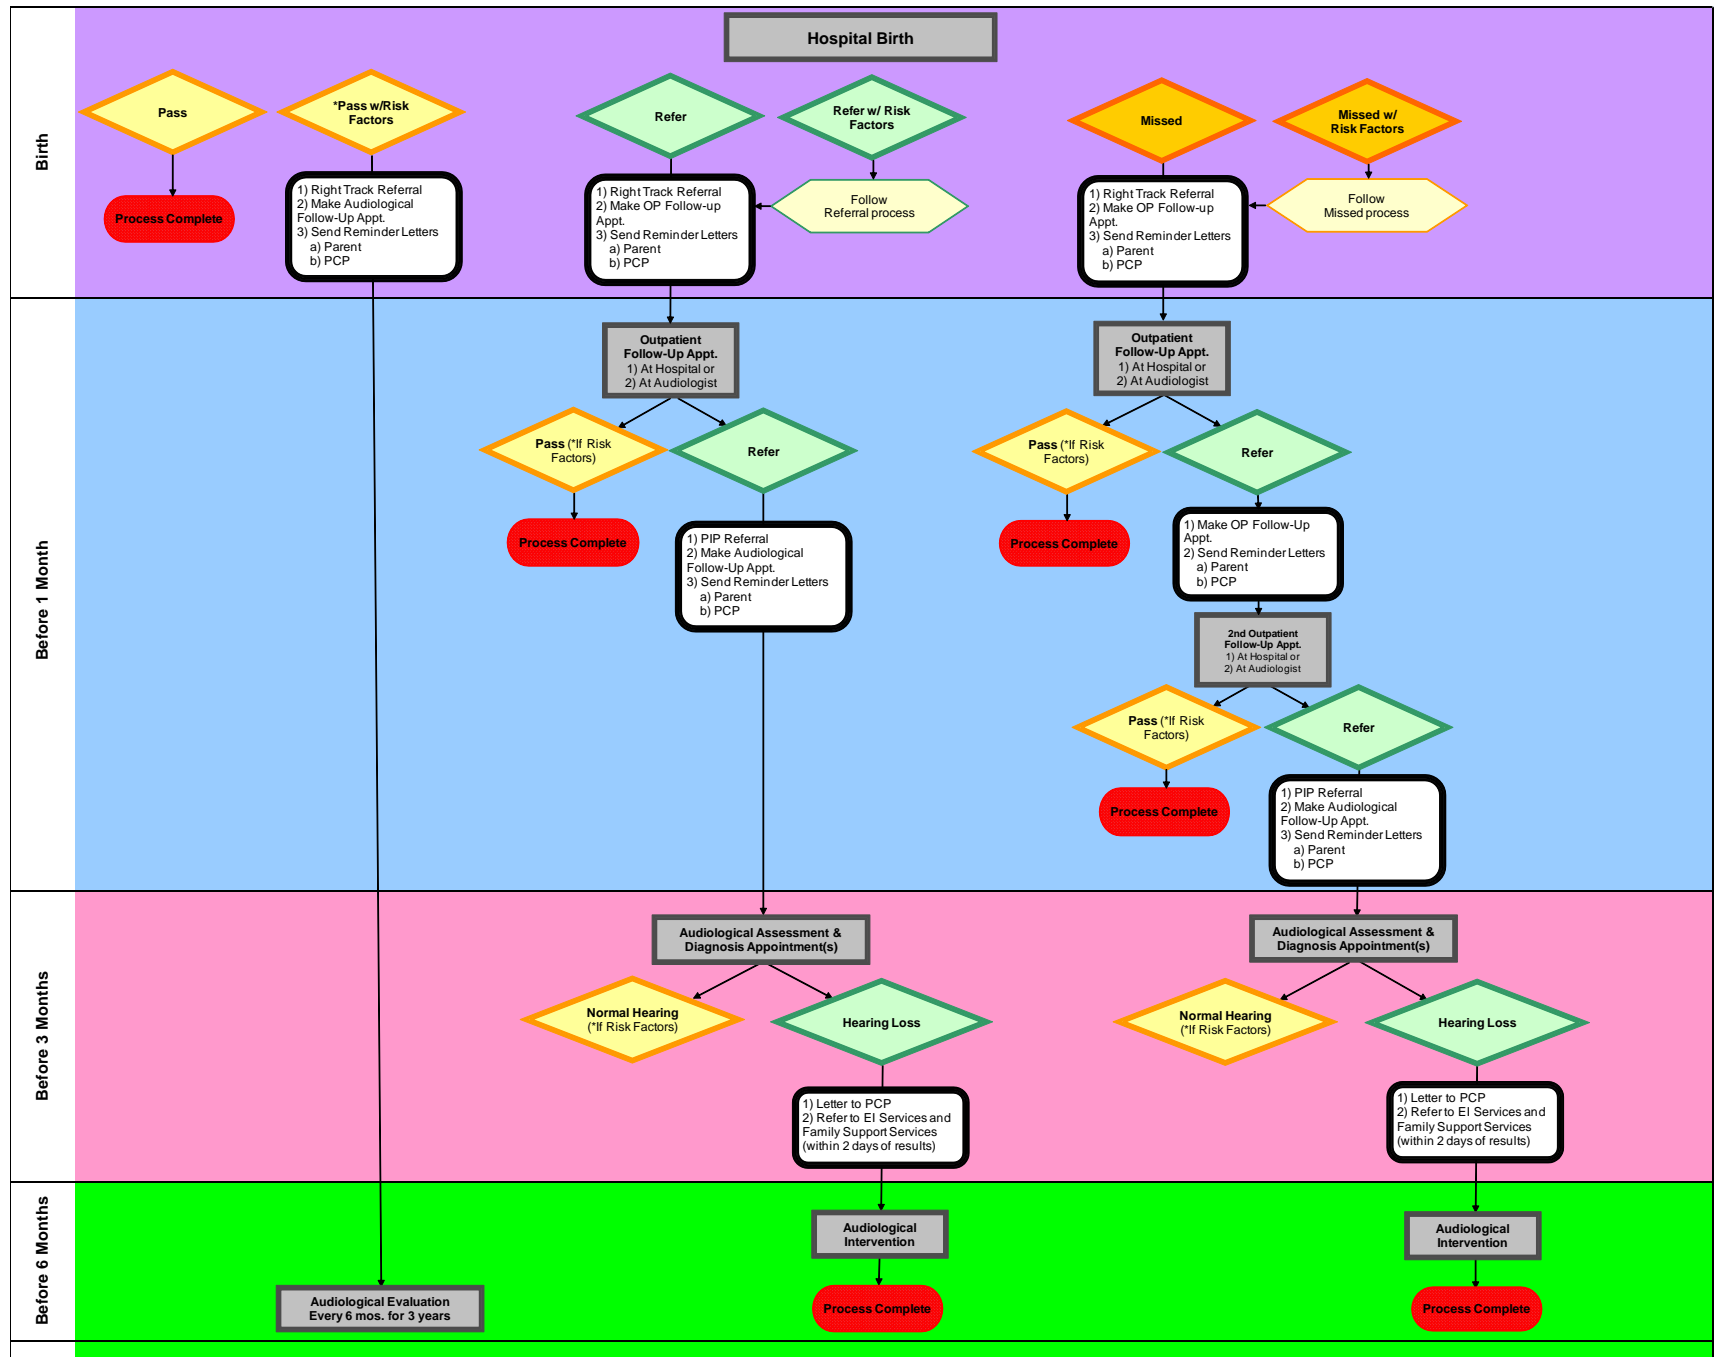 Hospital Birth
Birth
Pass
*Pass w/Risk
Factors
Refer
Refer w/ Risk
Factors
Missed
Missed w/
Risk Factors
Process Complete
1) Right Track Referral
2) Make Audiological
Follow-Up Appt.
3) Send Reminder Letters
a) Parent
b) PCP
1) Right Track Referral
2) Make OP Follow-up
Appt.
3) Send Reminder Letters
a) Parent
b) PCP
Follow
Referral process
1) Right Track Referral
2) Make OP Follow-up
Appt.
3) Send Reminder Letters
a) Parent
b) PCP
Follow
Missed process
Before 1 Month
Outpatient
Follow-Up Appt.
1) At Hospital or
2) At Audiologist
Pass (*If Risk
Factors)
Refer
Process Complete
1) PIP Referral
2) Make Audiological
Follow-Up Appt.
3) Send Reminder Letters
a) Parent
b) PCP
Outpatient
Follow-Up Appt.
1) At Hospital or
2) At Audiologist
Pass (*If Risk
Factors)
Refer
Process Complete
1) Make OP Follow-Up
Appt.
2) Send Reminder Letters
a) Parent
b) PCP
2nd Outpatient
Follow-Up Appt.
1) At Hospital or
2) At Audiologist
Pass (*If Risk
Factors)
Refer
Process Complete
1) PIP Referral
2) Make Audiological
Follow-Up Appt.
3) Send Reminder Letters
a) Parent
b) PCP
Before 3 Months
Audiological Assessment &
Diagnosis Appointment(s)
Normal Hearing
(*If Risk Factors)
Hearing Loss
1) Letter to PCP
2) Refer to EI Services and
Family Support Services
(within 2 days of results)
Audiological Assessment &
Diagnosis Appointment(s)
Normal Hearing
(*If Risk Factors)
Hearing Loss
1) Letter to PCP
2) Refer to EI Services and
Family Support Services
(within 2 days of results)
Before 6 Months
Audiological Evaluation
Every 6 mos. for 3 years
Audiological
Intervention
Process Complete
Audiological
Intervention
Process Complete